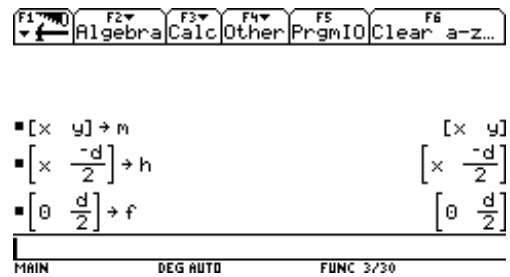 F1 F2 F3 F4 F5 F6
Algebra Calc Other PrgmIO Clear a-z…
[x y]→m [x y]
[x -d/2]→h [x -d/2]
[0 d/2]→f [0 d/2]
MAIN DEG AUTO FUNC 3/30